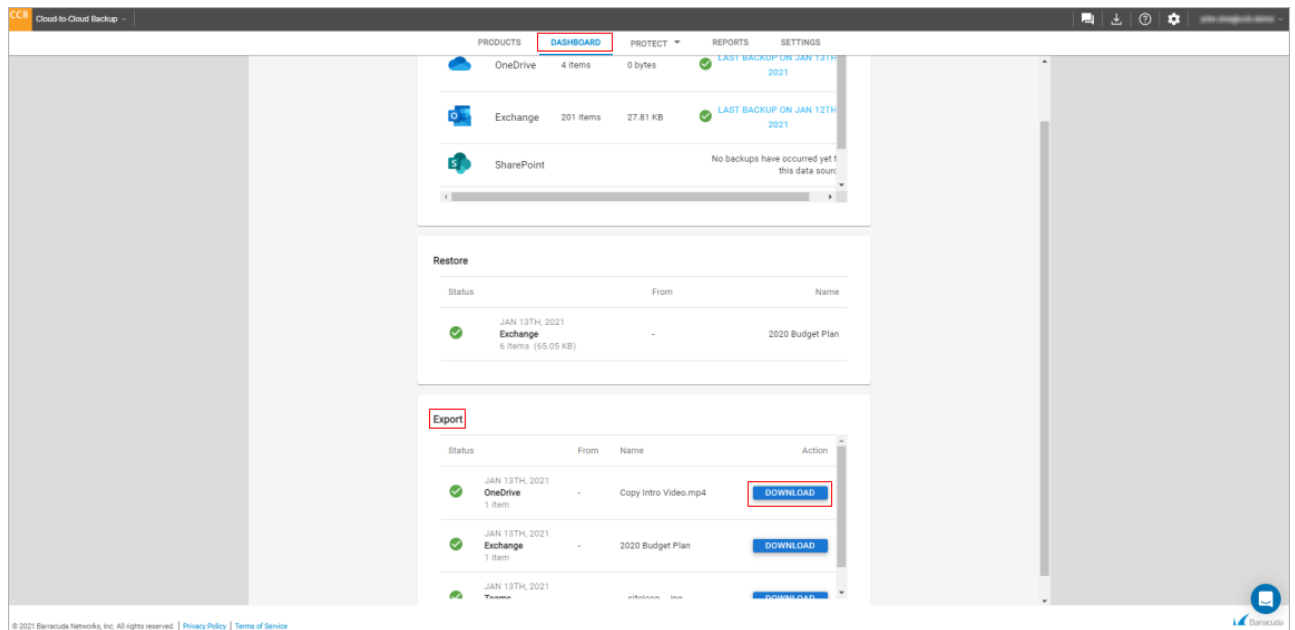 CCB Cloud-to-Cloud Backup
PRODUCTS DASHBOARD PROTECT REPORTS SETTINGS
OneDrive 4 items 0 bytes LAST BACKUP ON JAN 13TH
2021
Exchange 201 items 27.81 KB LAST BACKUP ON JAN 12TH
2021
SharePoint No backups have occurred yet
this data
Restore
Status From Name
JAN 13TH, 2021
Exchange - 2020 Budget Plan
6 items (65.05 KB)
Export
Status From Name Action
JAN 13TH, 2021
OneDrive - Copy Intro Video.mp4 DOWNLOAD
1 item
JAN 13TH, 2021
Exchange - 2020 Budget Plan DOWNLOAD
1 item
JAN 13TH, 2021
Teams DOWNLOAD
© 2021 Barracuda Networks, Inc. All rights reserved. | Privacy Policy | Terms of Service
Barracuda